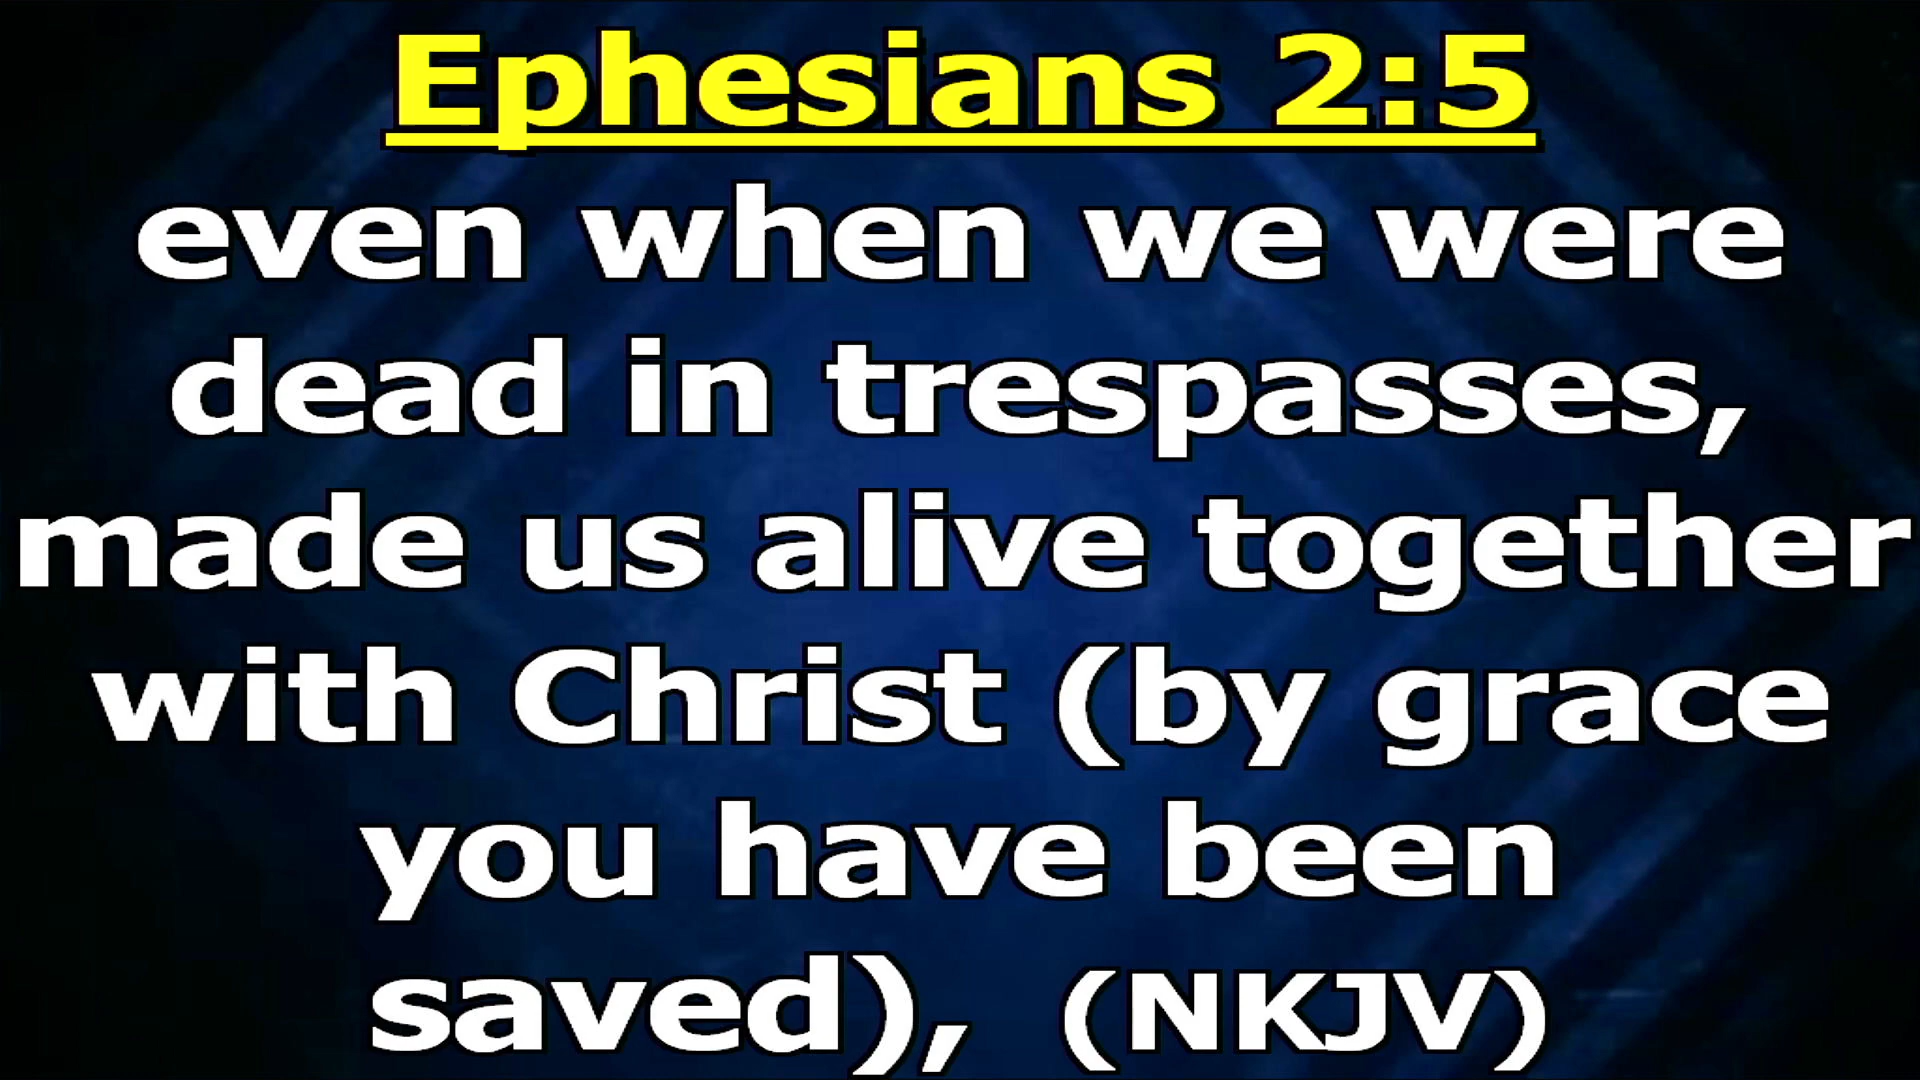 Ephesians 2:5
even when we were
dead in trespasses,
made us alive together
with Christ (by grace
you have been
saved), (NKJV)